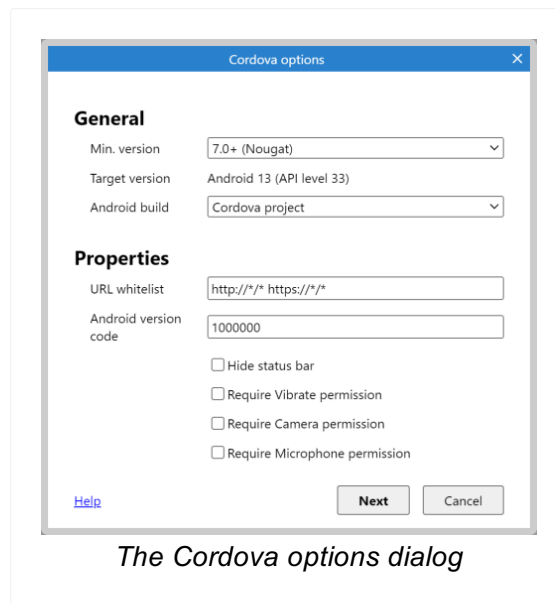 Cordova options
General
Min. version 7.0+ (Nougat)
Target version Android 13 (API level 33)
Android build Cordova project
Properties
URL whitelist http://*/* https://*/*
Android version
code 1000000
Hide status bar
Require Vibrate permission
Require Camera permission
Require Microphone permission
Help Next Cancel
The Cordova options dialog